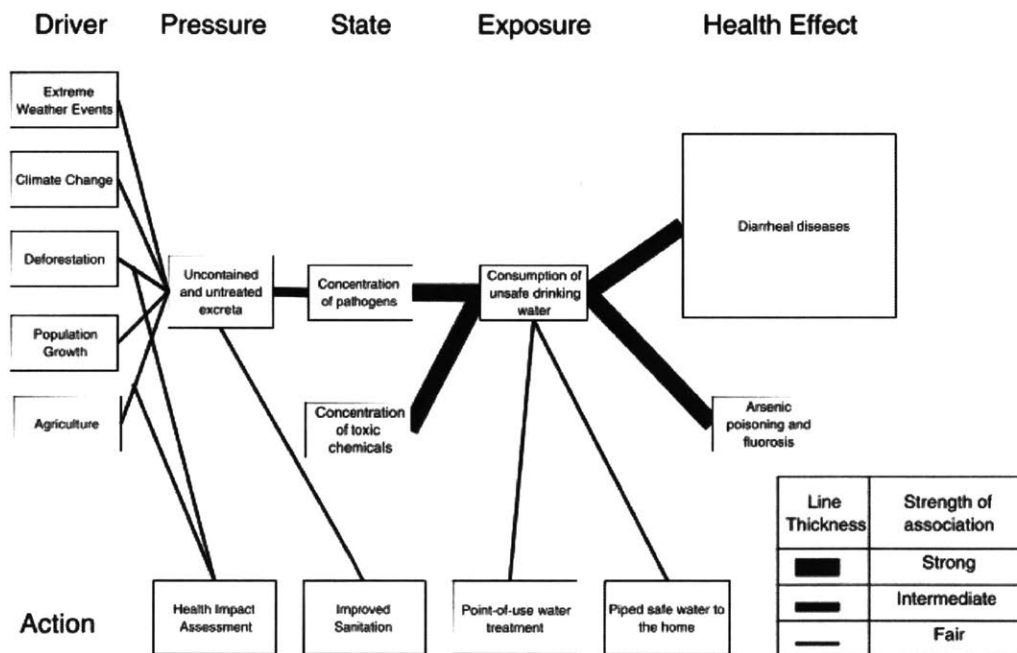 Driver
Pressure
State
Exposure
Health Effect
Extreme
Weather Events
Climate Change
Deforestation
Population
Growth
Agriculture
Uncontained
and untreated
excreta
Concentration
of pathogens
Concentration
of toxic
chemicals
Consumption of
unsafe drinking
water
Diarrheal diseases
Arsenic
poisoning and
fluorosis
Line
Thickness
Strength of
association
Strong
Intermediate
Fair
Action
Health Impact
Assessment
Improved
Sanitation
Point-of-use water
treatment
Piped safe water to
the home